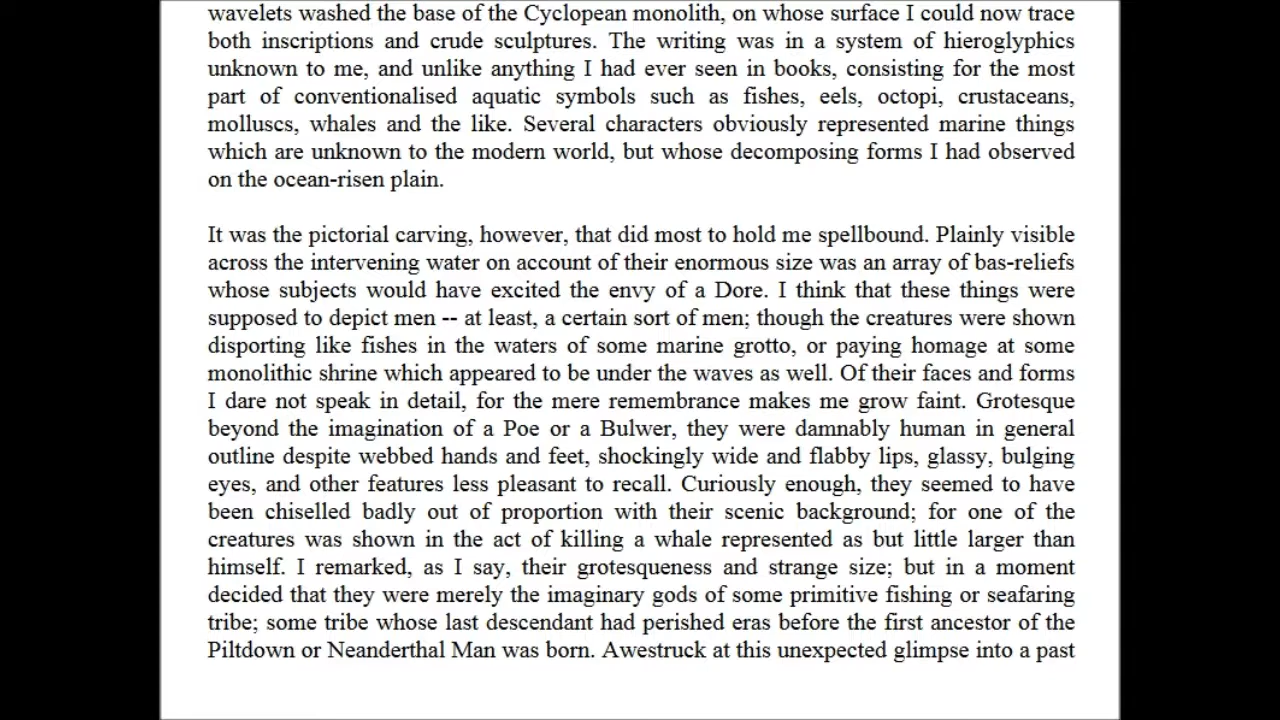 wavelets washed the base of the Cyclopean monolith, on whose surface I could now trace
both inscriptions and crude sculptures. The writing was in a system of hieroglyphics
unknown to me, and unlike anything I had ever seen in books, consisting for the most
part of conventionalised aquatic symbols such as fishes, eels, octopi, crustaceans,
molluscs, whales and the like. Several characters obviously represented marine things
which are unknown to the modern world, but whose decomposing forms I had observed
on the ocean-risen plain.
It was the pictorial carving, however, that did most to hold me spellbound. Plainly visible
across the intervening water on account of their enormous size was an array of bas-reliefs
whose subjects would have excited the envy of a Dore. I think that these things were
supposed to depict men -- at least, a certain sort of men; though the creatures were shown
disporting like fishes in the waters of some marine grotto, or paying homage at some
monolithic shrine which appeared to be under the waves as well. Of their faces and forms
I dare not speak in detail, for the mere remembrance makes me grow faint. Grotesque
beyond the imagination of a Poe or a Bulwer, they were damnably human in general
outline despite webbed hands and feet, shockingly wide and flabby lips, glassy, bulging
eyes, and other features less pleasant to recall. Curiously enough, they seemed to have
been chiselled badly out of proportion with their scenic background; for one of the
creatures was shown in the act of killing a whale represented as but little larger than
himself. I remarked, as I say, their grotesqueness and strange size; but in a moment
decided that they were merely the imaginary gods of some primitive fishing or seafaring
tribe; some tribe whose last descendant had perished eras before the first ancestor of the
Piltdown or Neanderthal Man was born. Awestruck at this unexpected glimpse into a past